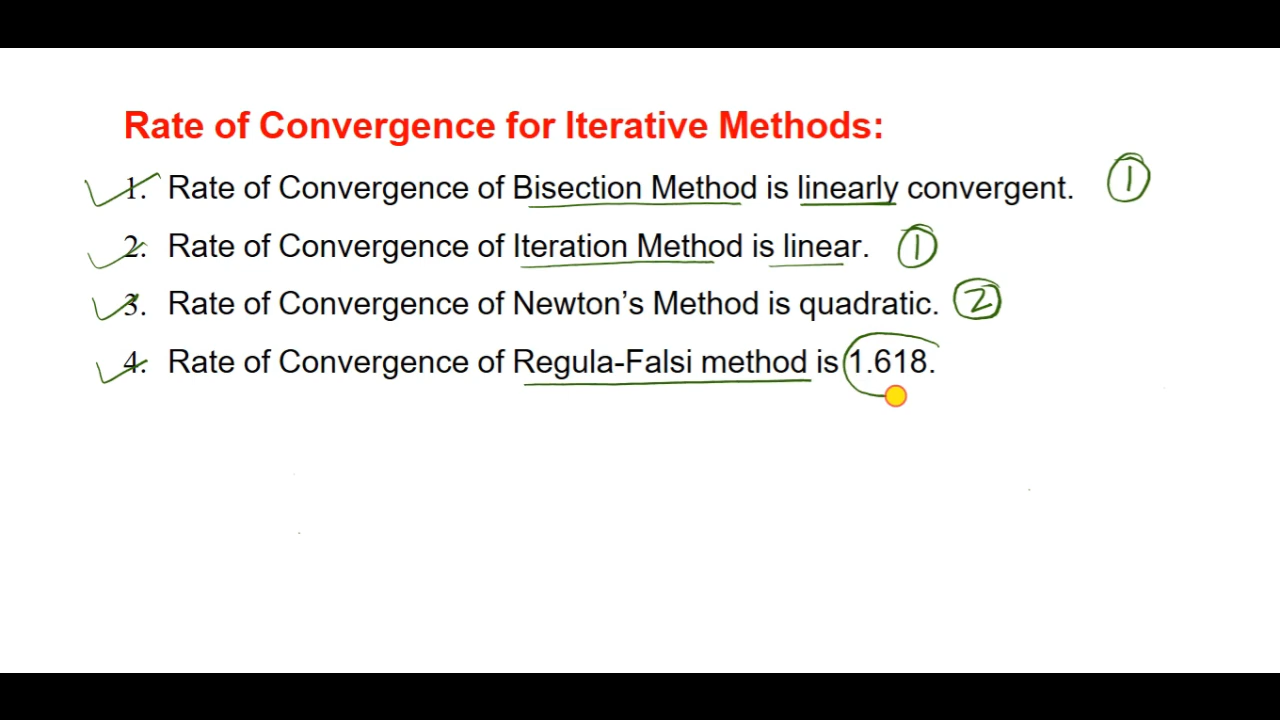 Rate of Convergence for Iterative Methods:
1. Rate of Convergence of Bisection Method is linearly convergent. 1
2. Rate of Convergence of Iteration Method is linear. 1
3. Rate of Convergence of Newton’s Method is quadratic. 2
4. Rate of Convergence of Regula-Falsi method is 1.618.